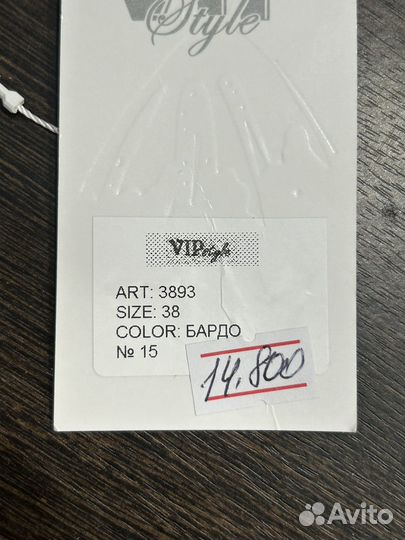 Style
VIPstyle
ART: 3893
SIZE: 38
COLOR: БАРДО
№ 15
14.800
Avito